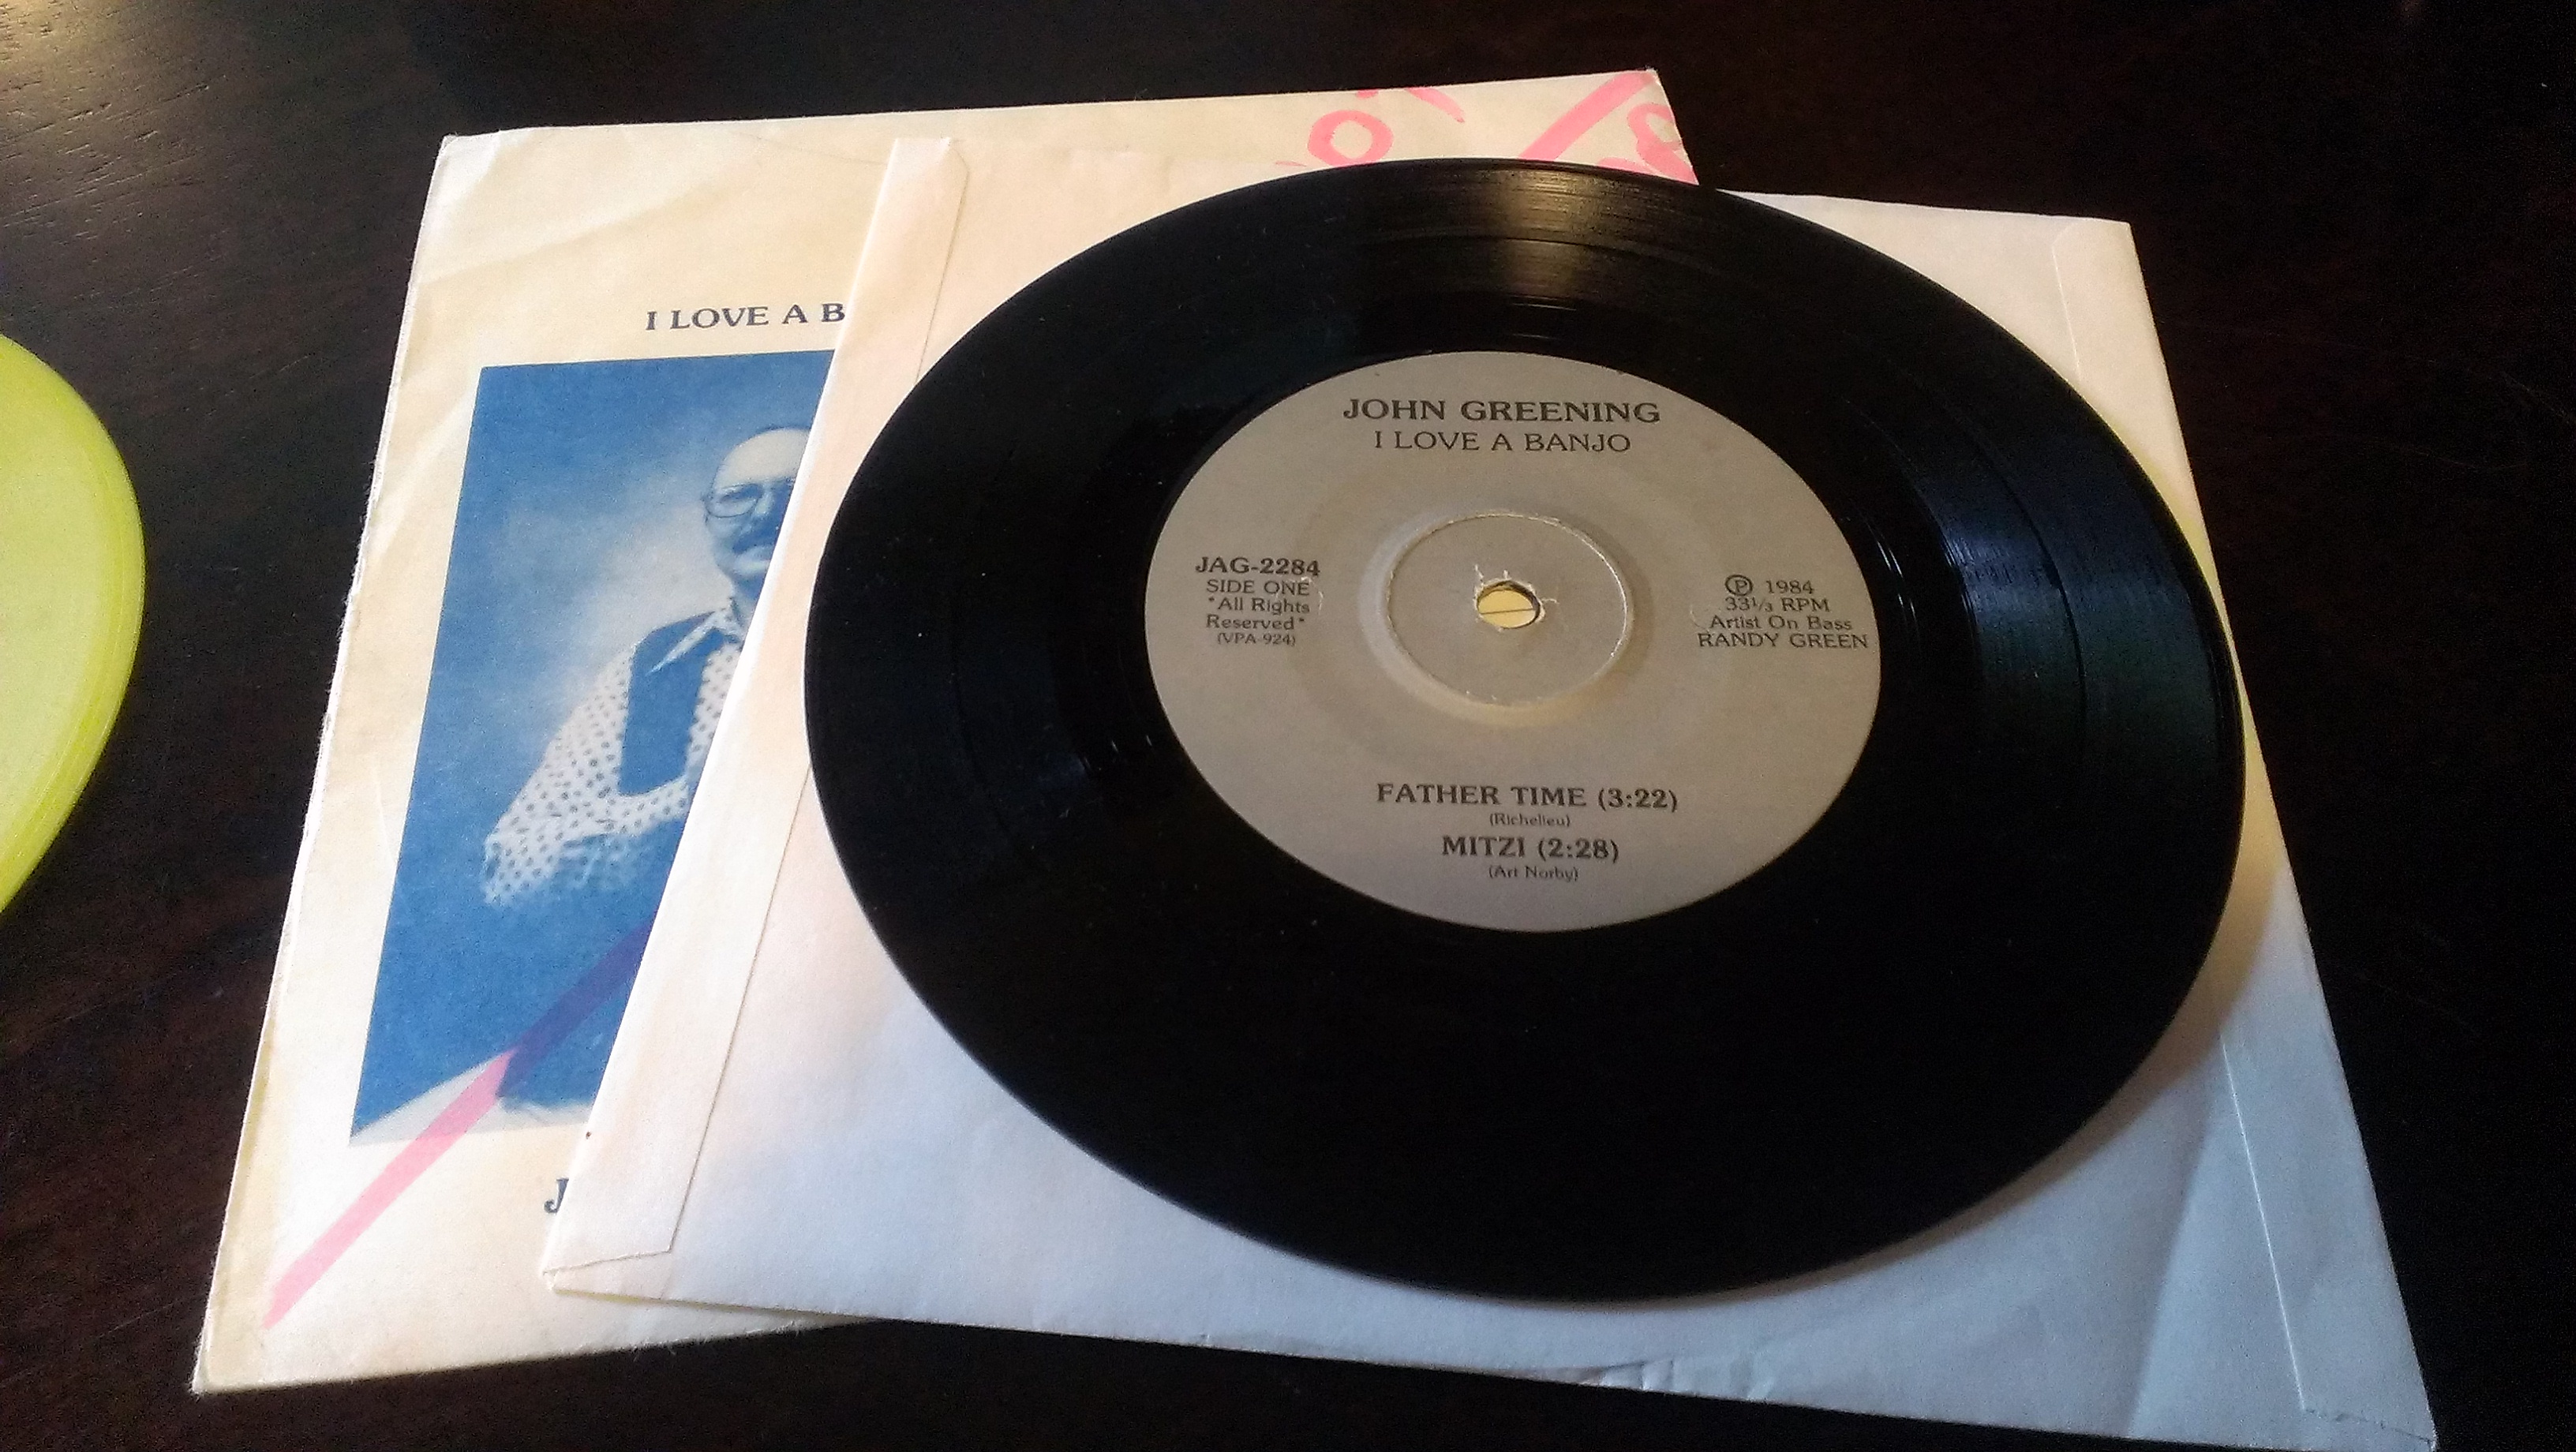 I LOVE A B
J
JOHN GREENING
I LOVE A BANJO
JAG-2284
SIDE ONE
*All Rights
Reserved*
(VPA-924)
Ⓟ 1984
33⅓ RPM
Artist On Bass
RANDY GREEN
FATHER TIME (3:22)
(Richelieu)
MITZI (2:28)
(Art Norby)